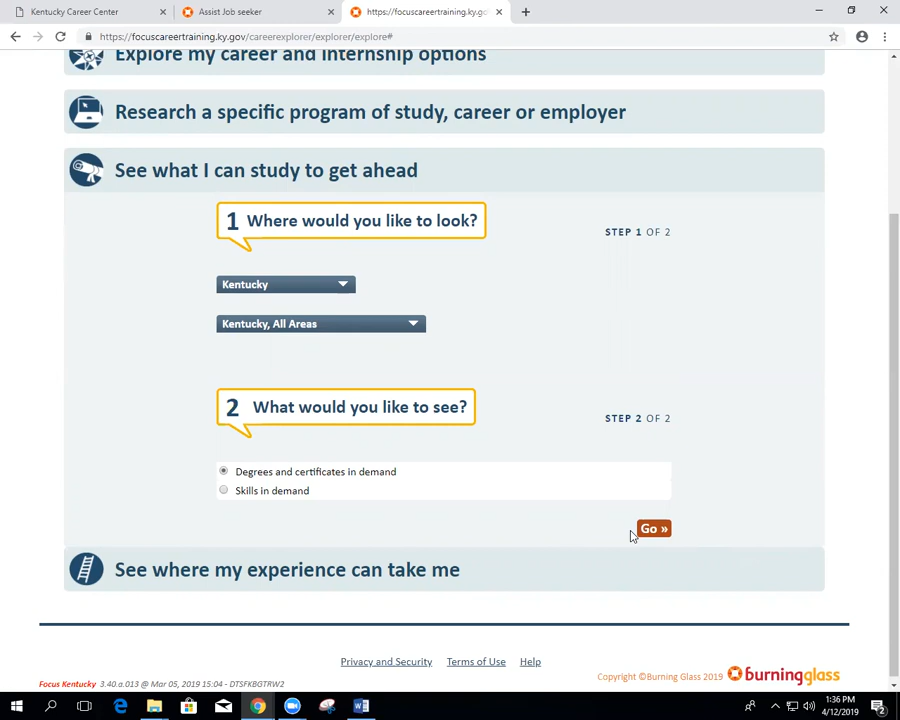 Kentucky Career Center
Assist Job seeker
https://focuscareertraining.ky.go
https://focuscareertraining.ky.gov/careerexplorer/explorer/explore#
Explore my career and internship options
Research a specific program of study, career or employer
See what I can study to get ahead
1 Where would you like to look?
STEP 1 OF 2
Kentucky
Kentucky, All Areas
2 What would you like to see?
STEP 2 OF 2
Degrees and certificates in demand
Skills in demand
Go »
See where my experience can take me
Privacy and Security Terms of Use Help
Copyright ©Burning Glass 2019 burningglass
Focus Kentucky 3.40.a.013 @ Mar 05, 2019 15:04 - DTSFKBGTRW2
1:36 PM
4/12/2019
2